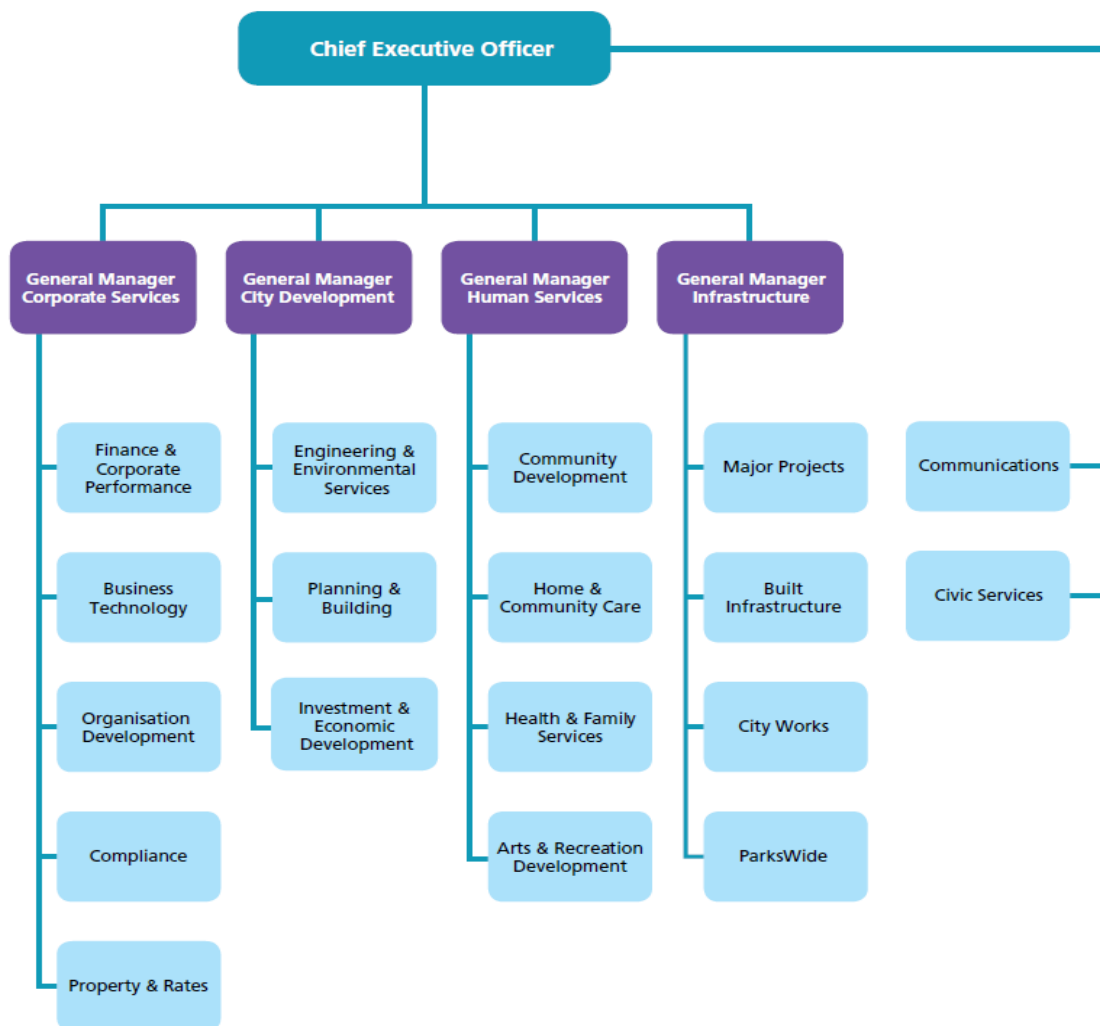 Chief Executive Officer
General Manager
Corporate Services
General Manager
City Development
General Manager
Human Services
General Manager
Infrastructure
Finance &
Corporate
Performance
Business
Technology
Organisation
Development
Compliance
Property & Rates
Engineering &
Environmental
Services
Planning &
Building
Investment &
Economic
Development
Community
Development
Home &
Community Care
Health & Family
Services
Arts & Recreation
Development
Major Projects
Built
Infrastructure
City Works
ParksWide
Communications
Civic Services